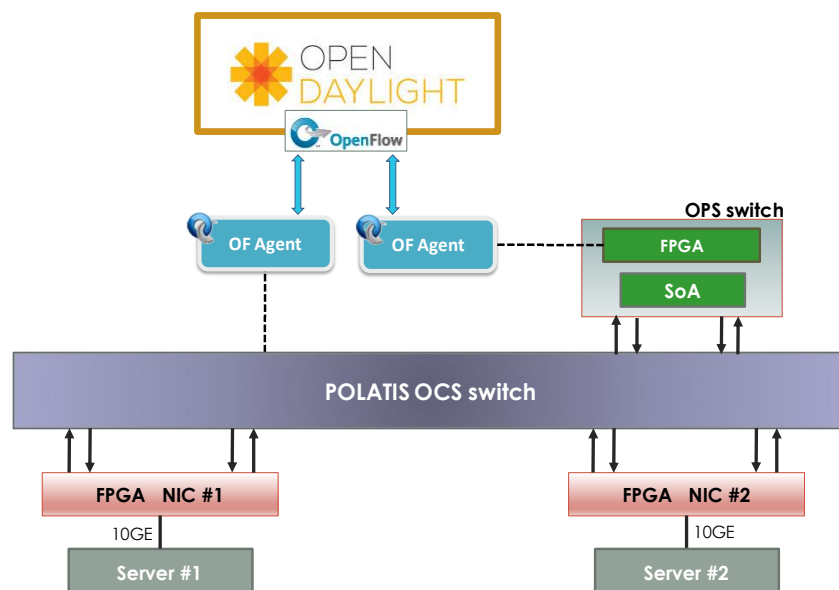 OPEN
DAYLIGHT
OpenFlow
OPS switch
OF Agent
OF Agent
FPGA
SoA
POLATIS OCS switch
FPGA NIC #1
FPGA NIC #2
10GE
10GE
Server #1
Server #2